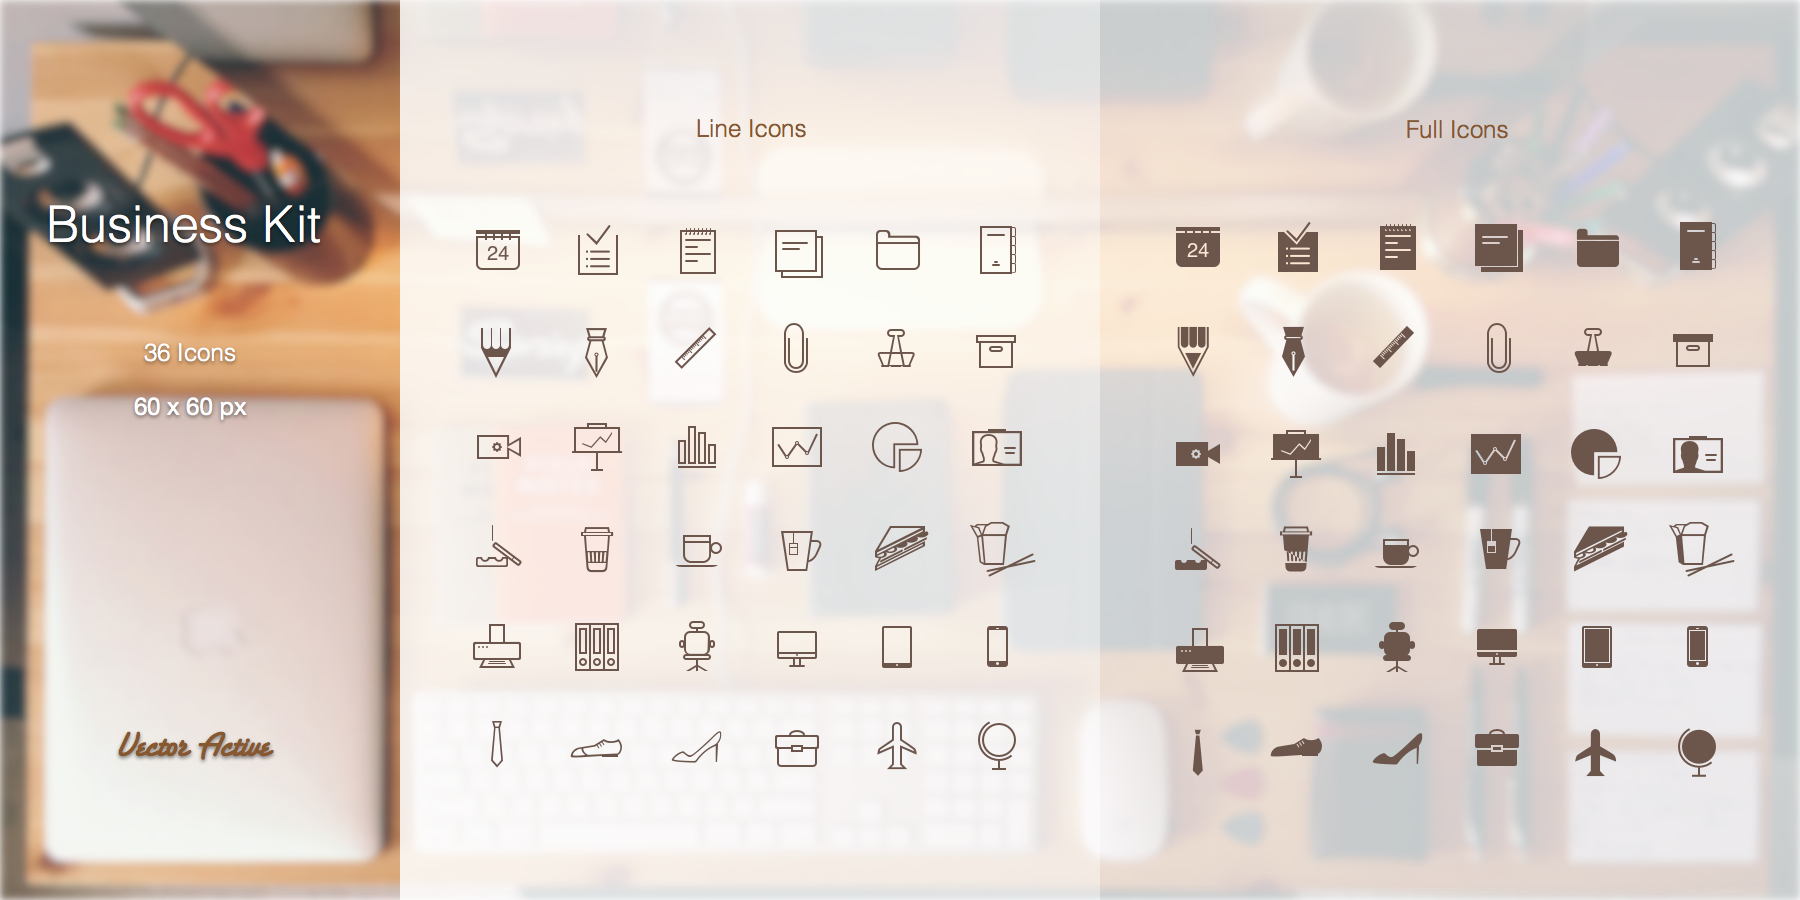 Business Kit
36 Icons
60 x 60 px
Vector Active
Line Icons
24
Full Icons
24